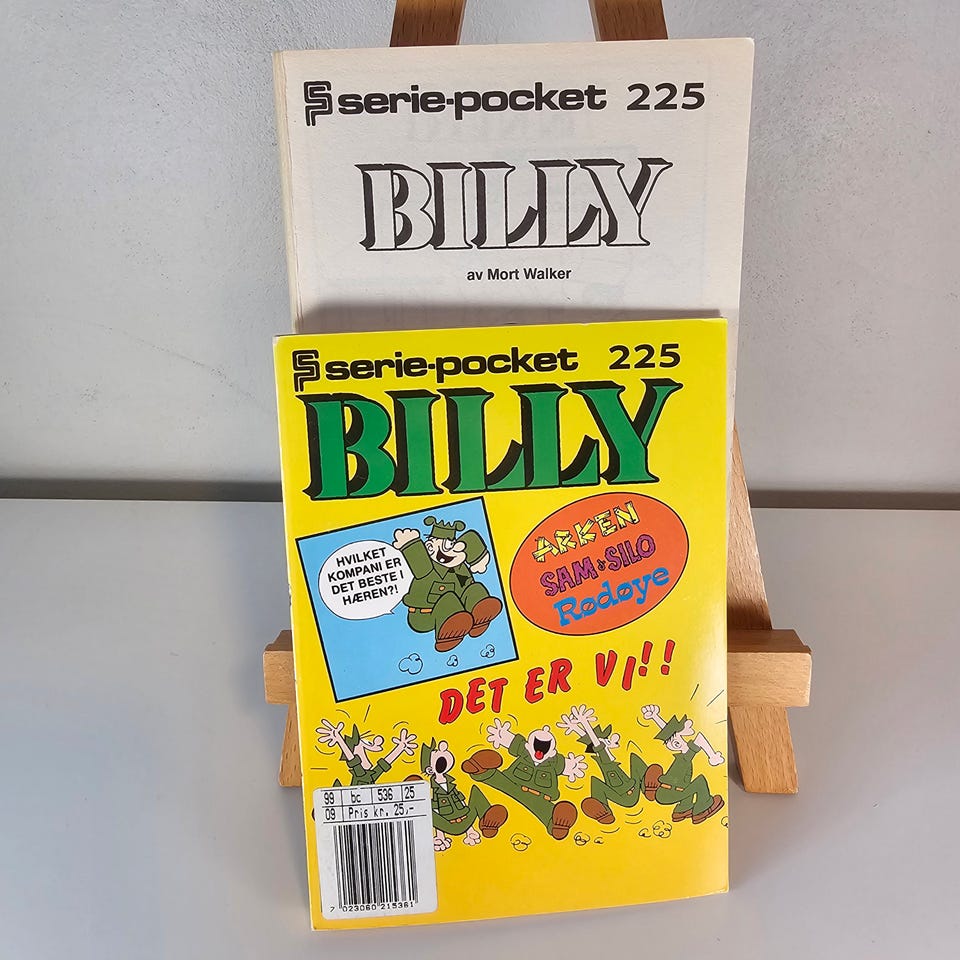 serie-pocket 225
BILLY
av Mort Walker
serie-pocket 225
BILLY
HVILKET
KOMPANI ER
DET BESTE I
HÆREN?!
ARKEN
SAM & SILO
Rødøye
DET ER VI!!
99 bc 536 25
09 Pris kr. 25,-
7 023060 215361